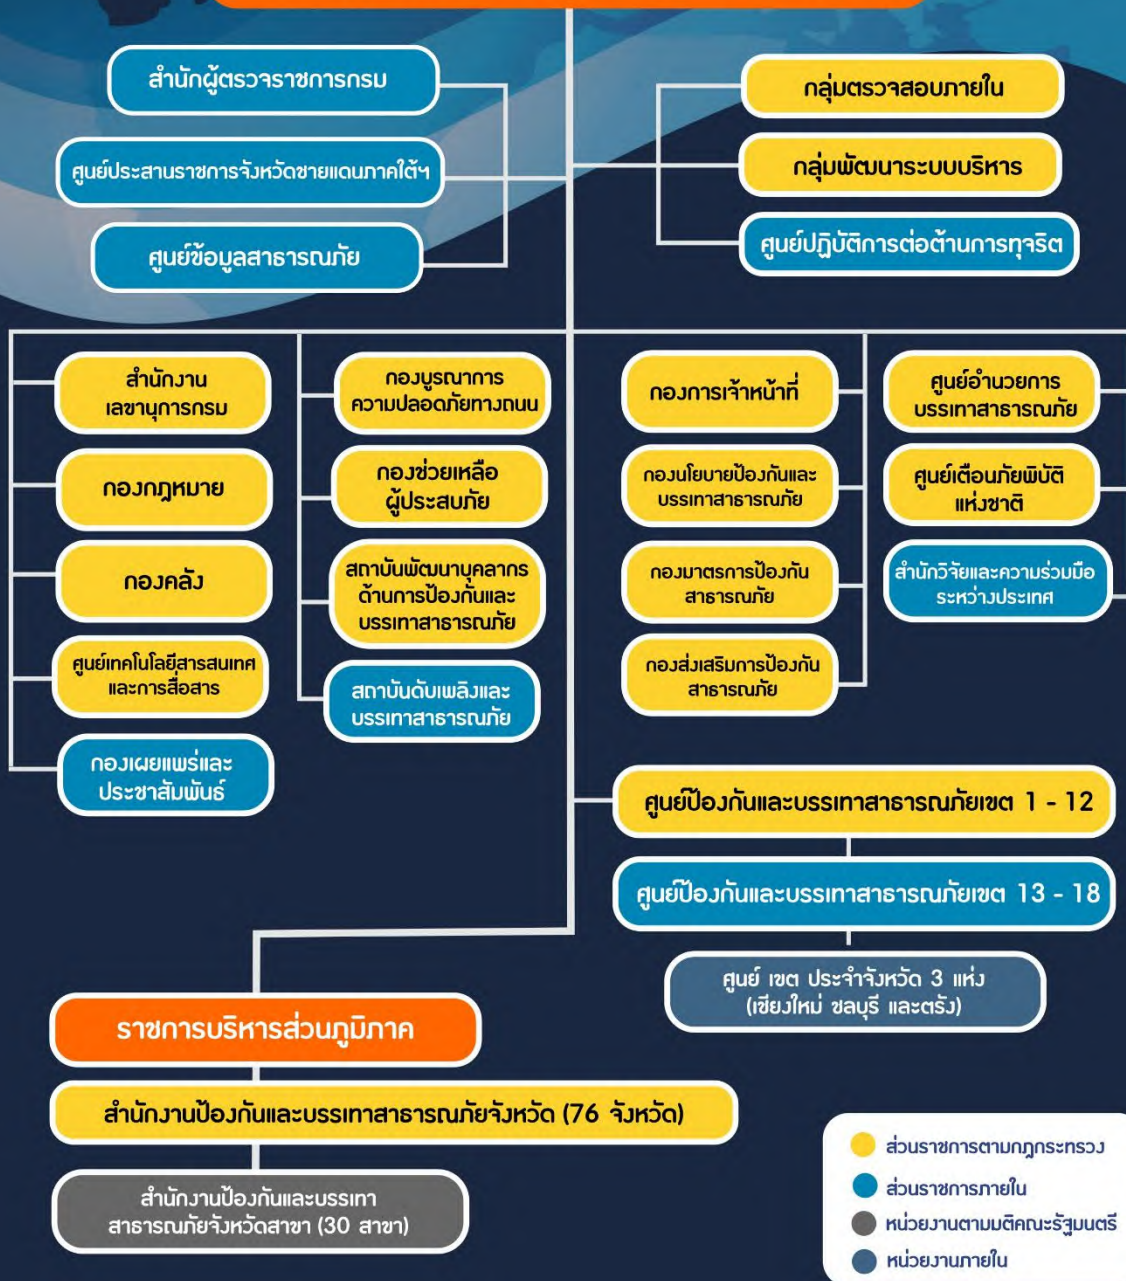 สำนักผู้ตรวจราชการกรม
ศูนย์ประสานราชการจังหวัดชายแดนภาคใต้ฯ
ศูนย์ข้อมูลสาธารณภัย
กลุ่มตรวจสอบภายใน
กลุ่มพัฒนาระบบบริหาร
ศูนย์ปฏิบัติการต่อต้านการทุจริต
สำนักงาน
เลขานุการกรม
กองกฎหมาย
กองคลัง
ศูนย์เทคโนโลยีสารสนเทศ
และการสื่อสาร
กองเผยแพร่และ
ประชาสัมพันธ์
กองบูรณาการ
ความปลอดภัยทางถนน
กองช่วยเหลือ
ผู้ประสบภัย
สถาบันพัฒนาบุคลากร
ด้านการป้องกันและ
บรรเทาสาธารณภัย
สถาบันดับเพลิงและ
บรรเทาสาธารณภัย
กองการเจ้าหน้าที่
กองนโยบายป้องกันและ
บรรเทาสาธารณภัย
กองมาตรการป้องกัน
สาธารณภัย
กองส่งเสริมการป้องกัน
สาธารณภัย
ศูนย์อำนวยการ
บรรเทาสาธารณภัย
ศูนย์เตือนภัยพิบัติ
แห่งชาติ
สำนักวิจัยและความร่วมมือ
ระหว่างประเทศ
ศูนย์ป้องกันและบรรเทาสาธารณภัยเขต 1 - 12
ศูนย์ป้องกันและบรรเทาสาธารณภัยเขต 13 - 18
ศูนย์ เขต ประจำจังหวัด 3 แห่ง
(เชียงใหม่ ชลบุรี และตรัง)
ราชการบริหารส่วนภูมิภาค
สำนักงานป้องกันและบรรเทาสาธารณภัยจังหวัด (76 จังหวัด)
สำนักงานป้องกันและบรรเทา
สาธารณภัยจังหวัดสาขา (30 สาขา)
ส่วนราชการตามกฎกระทรวง
ส่วนราชการภายใน
หน่วยงานตามมติคณะรัฐมนตรี
หน่วยงานภายใน